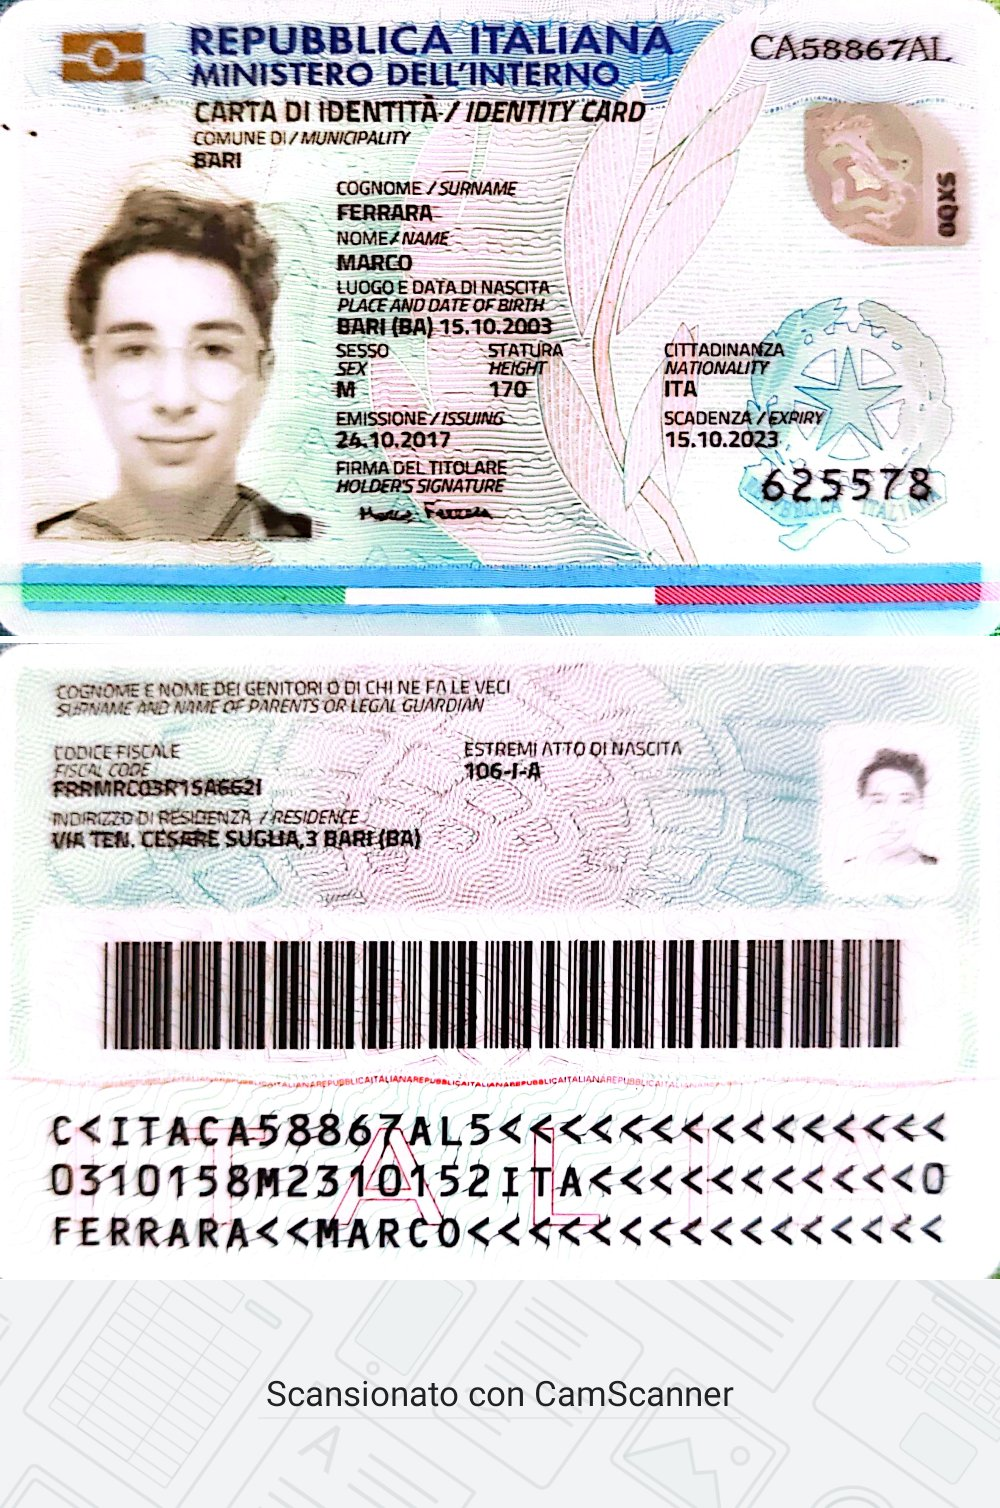 REPUBBLICA ITALIANA
MINISTERO DELL'INTERNO
CA58867AL
CARTA DI IDENTITÀ / IDENTITY CARD
COMUNE DI / MUNICIPALITY
BARI
COGNOME / SURNAME
FERRARA
NOME / NAME
MARCO
LUOGO E DATA DI NASCITA
PLACE AND DATE OF BIRTH
BARI (BA) 15.10.2003
SESSO STATURA CITTADINANZA
SEX HEIGHT NATIONALITY
M 170 ITA
EMISSIONE / ISSUING SCADENZA / EXPIRY
24.10.2017 15.10.2023
FIRMA DEL TITOLARE
HOLDER'S SIGNATURE
625578
COGNOME E NOME DEI GENITORI O DI CHI NE FA LE VECI
SURNAME AND NAME OF PARENTS OR LEGAL GUARDIAN
CODICE FISCALE ESTREMI ATTO DI NASCITA
FISCAL CODE
FRRMRC03R15A662I 106-I-A
INDIRIZZO DI RESIDENZA / RESIDENCE
VIA TEN. CESARE SUGLIA,3 BARI (BA)
C<ITACA58867AL5<<<<<<<<<<<<<<<
0310158M2310152ITA<<<<<<<<<<<0
FERRARA<<MARCO<<<<<<<<<<<<<<<<
Scansionato con CamScanner